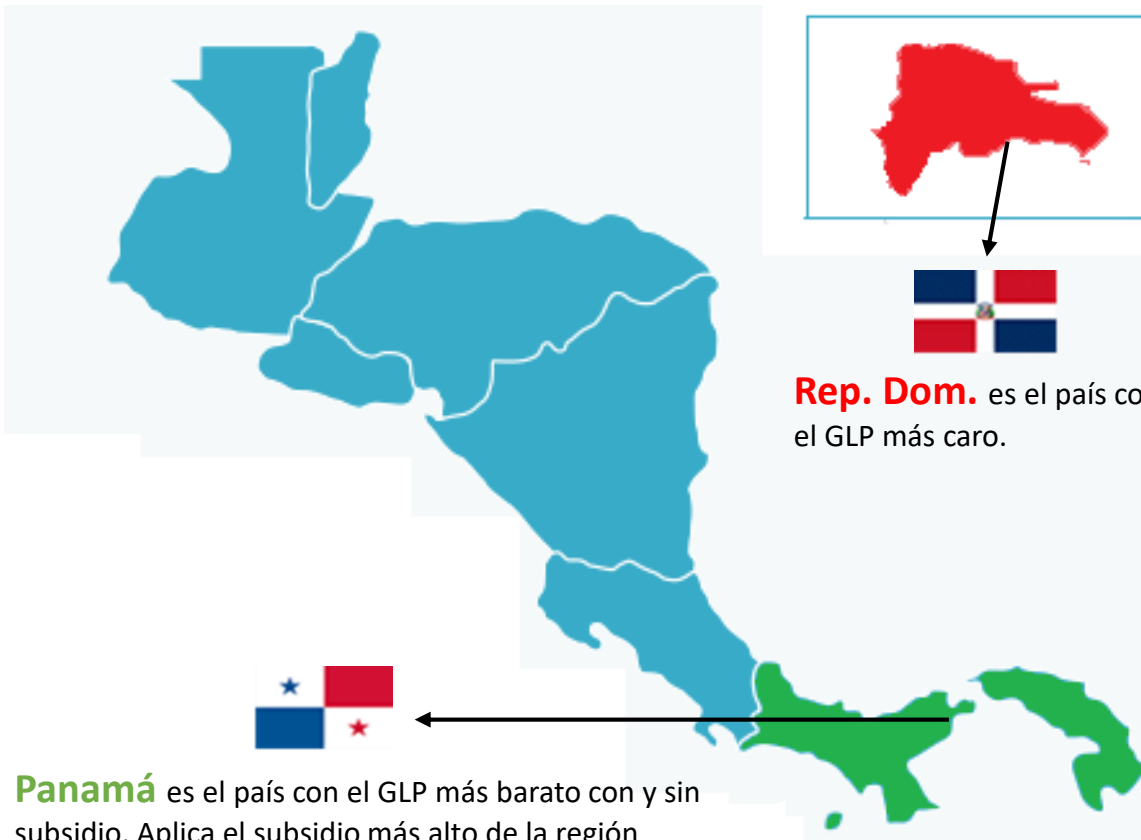 Rep. Dom. es el país co
el GLP más caro.
Panamá es el país con el GLP más barato con y sin
subsidio. Aplica el subsidio más alto de la región